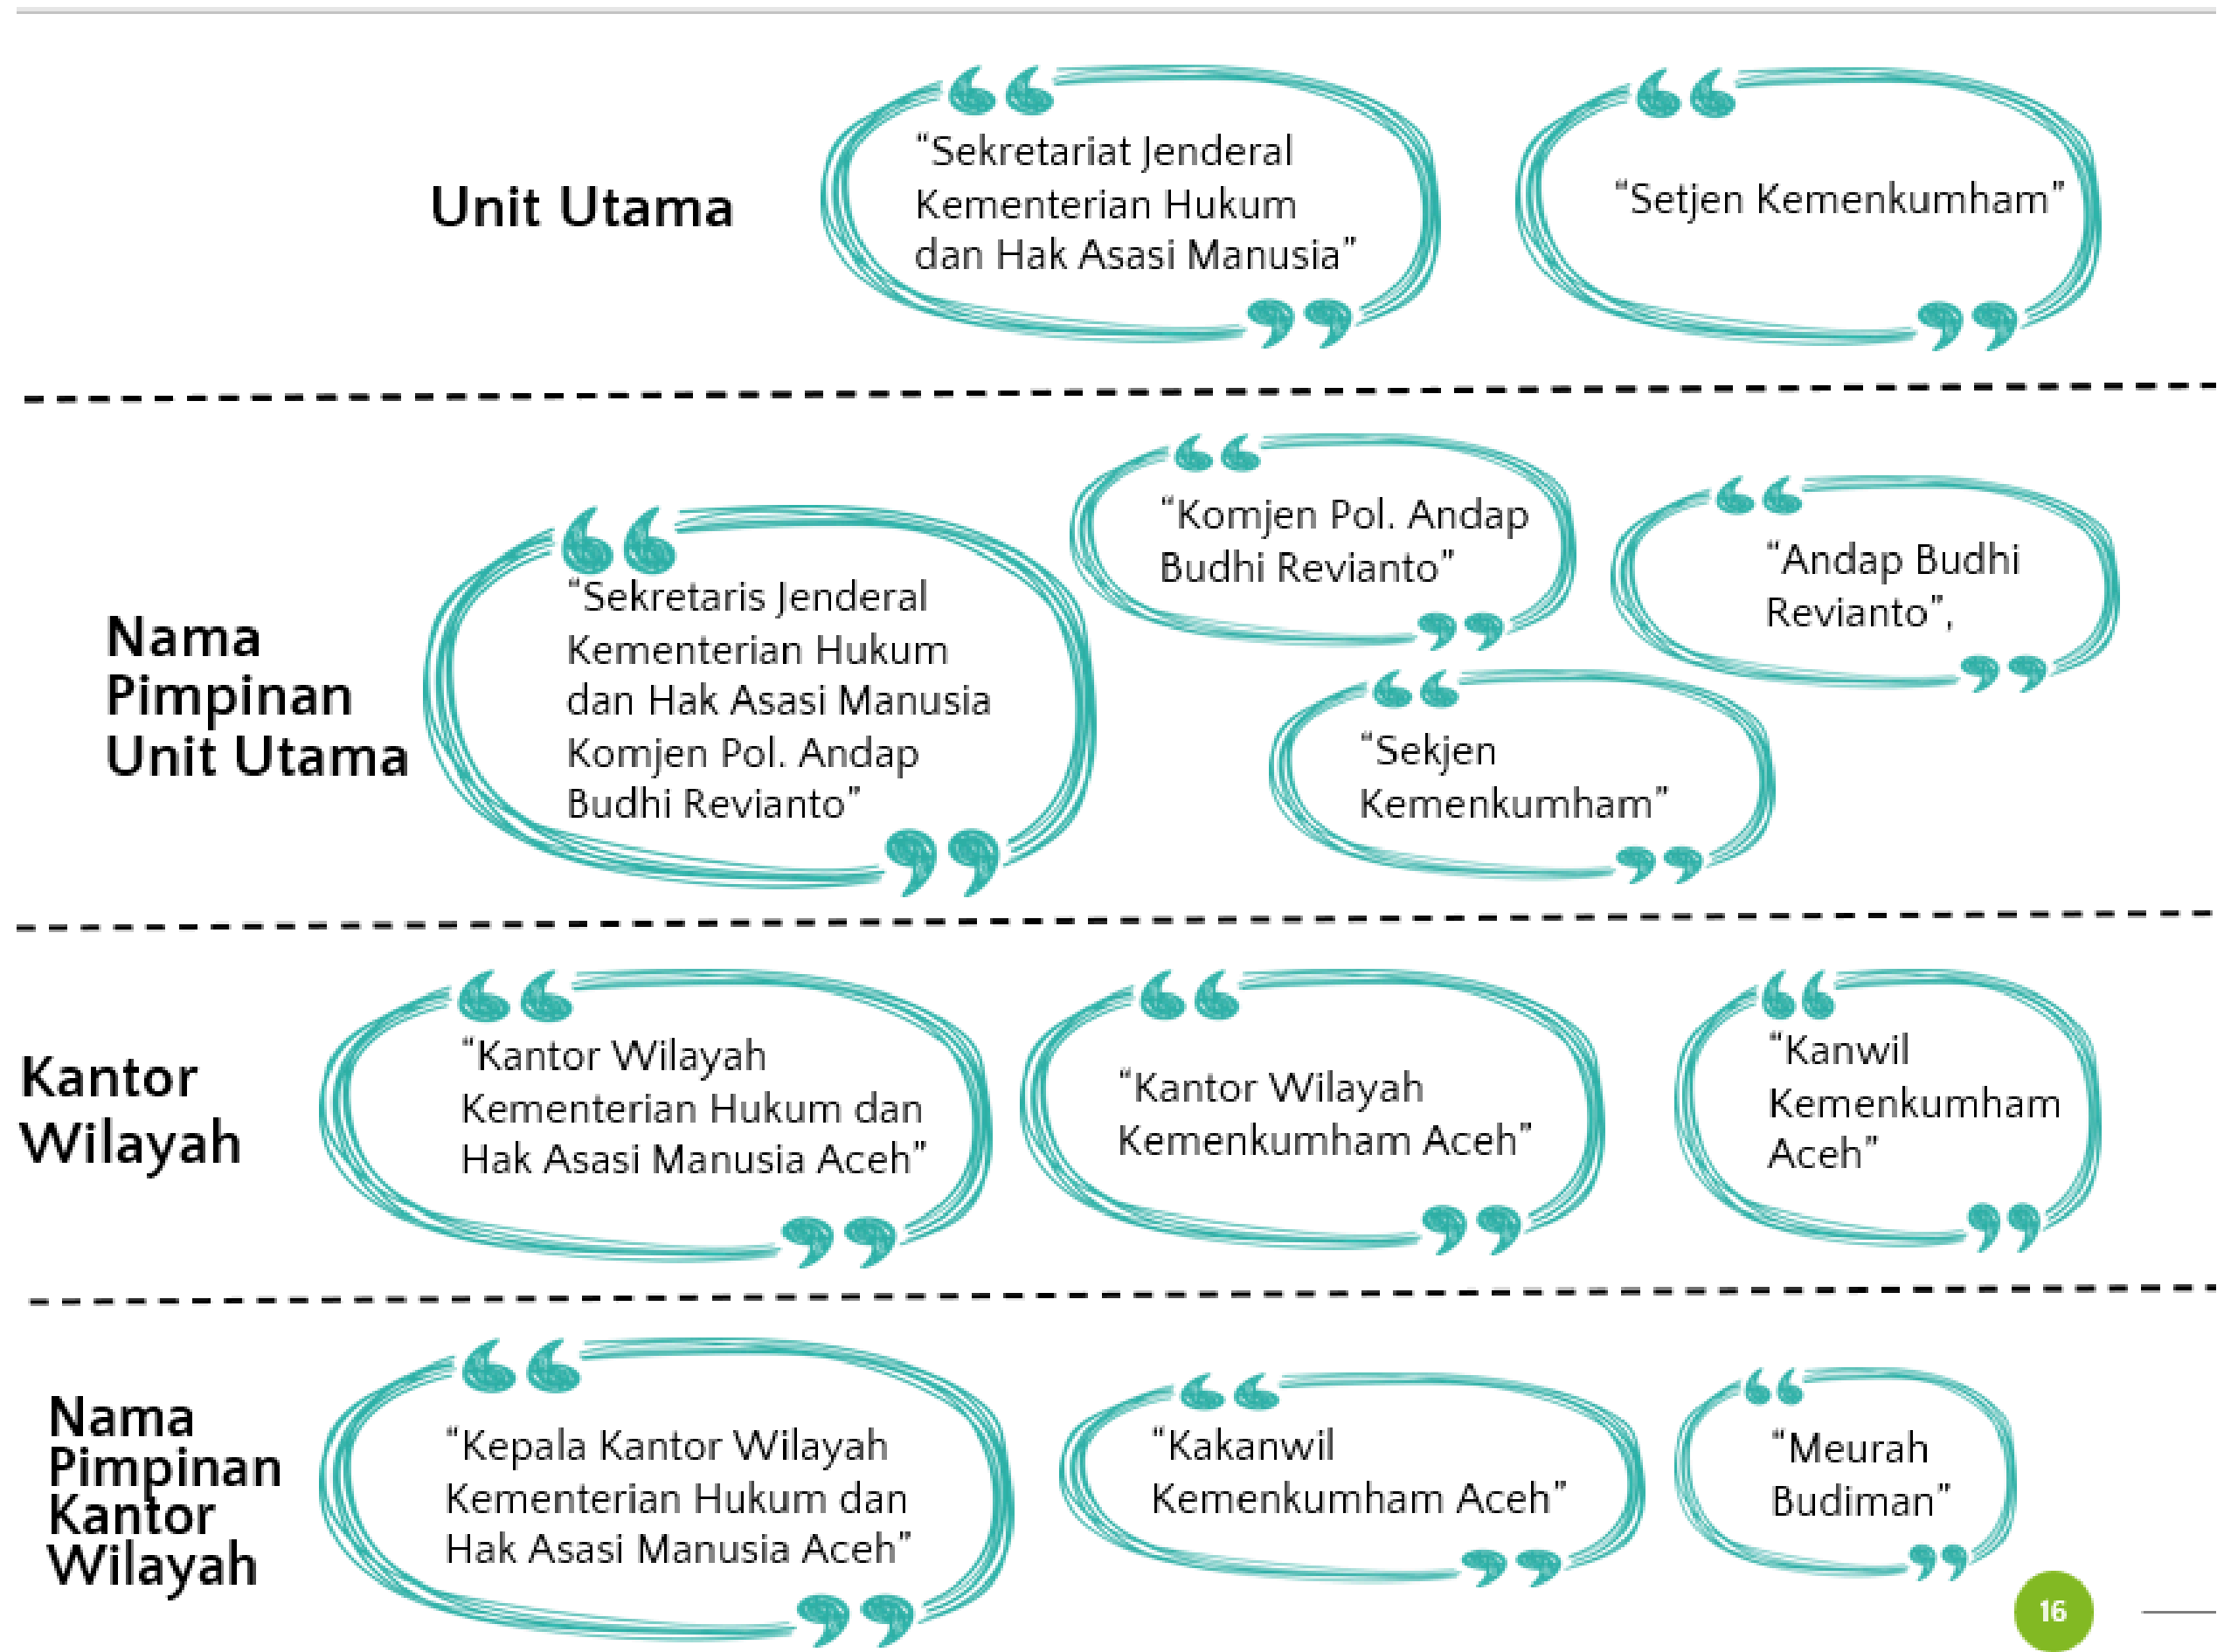 Unit Utama
“Sekretariat Jenderal
Kementerian Hukum
dan Hak Asasi Manusia”
“Setjen Kemenkumham”
Nama
Pimpinan
Unit Utama
“Sekretaris Jenderal
Kementerian Hukum
dan Hak Asasi Manusia
Komjen Pol. Andap
Budhi Revianto”
“Komjen Pol. Andap
Budhi Revianto”
“Andap Budhi
Revianto”,
“Sekjen
Kemenkumham”
Kantor
Wilayah
“Kantor Wilayah
Kementerian Hukum dan
Hak Asasi Manusia Aceh”
“Kantor Wilayah
Kemenkumham Aceh”
“Kanwil
Kemenkumham
Aceh”
Nama
Pimpinan
Kantor
Wilayah
“Kepala Kantor Wilayah
Kementerian Hukum dan
Hak Asasi Manusia Aceh”
“Kakanwil
Kemenkumham Aceh”
“Meurah
Budiman”
16